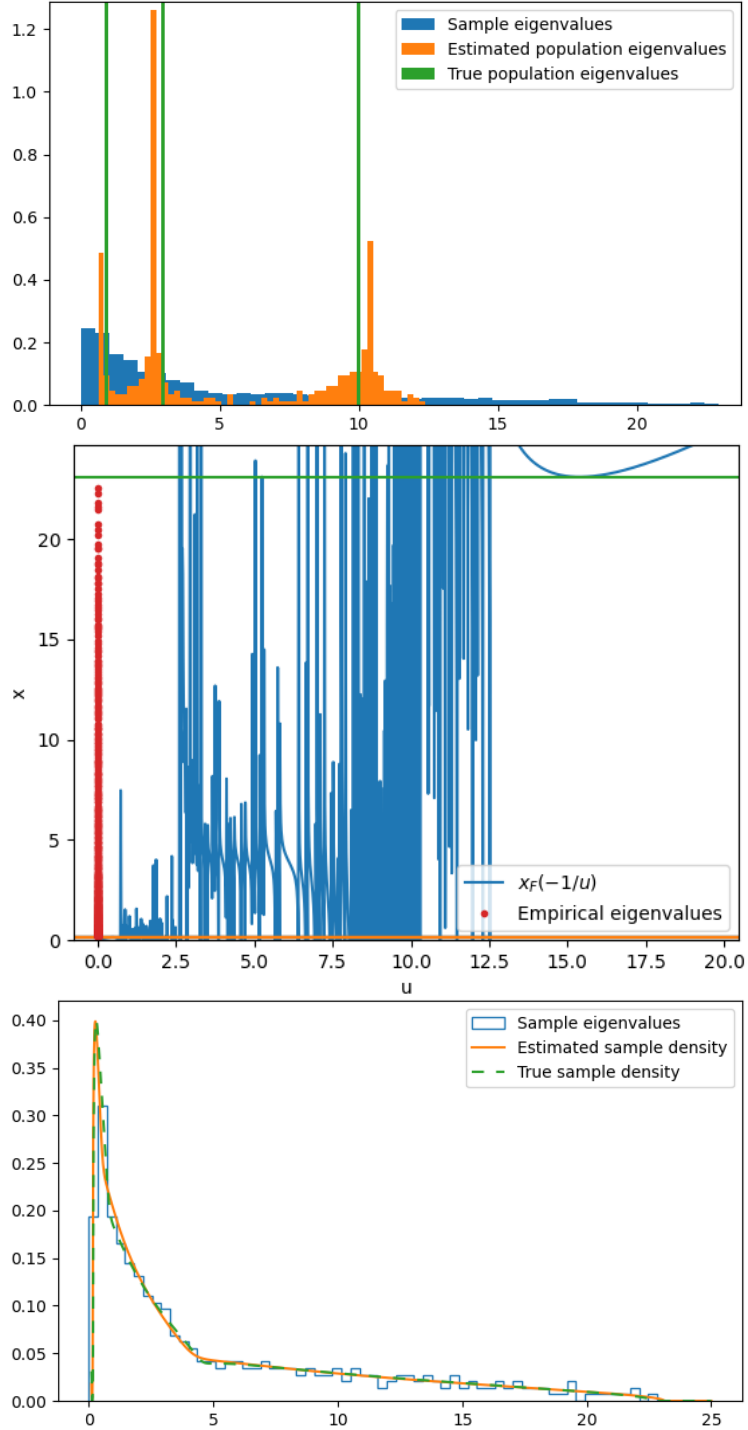 1.2
1.0
0.8
0.6
0.4
0.2
0.0
Sample eigenvalues
Estimated population eigenvalues
True population eigenvalues
0 5 10 15 20
20
15
10
5
0
x
x_F(−1/u)
Empirical eigenvalues
0.0 2.5 5.0 7.5 10.0 12.5 15.0 17.5 20.0
u
0.40
0.35
0.30
0.25
0.20
0.15
0.10
0.05
0.00
Sample eigenvalues
Estimated sample density
True sample density
0 5 10 15 20 25